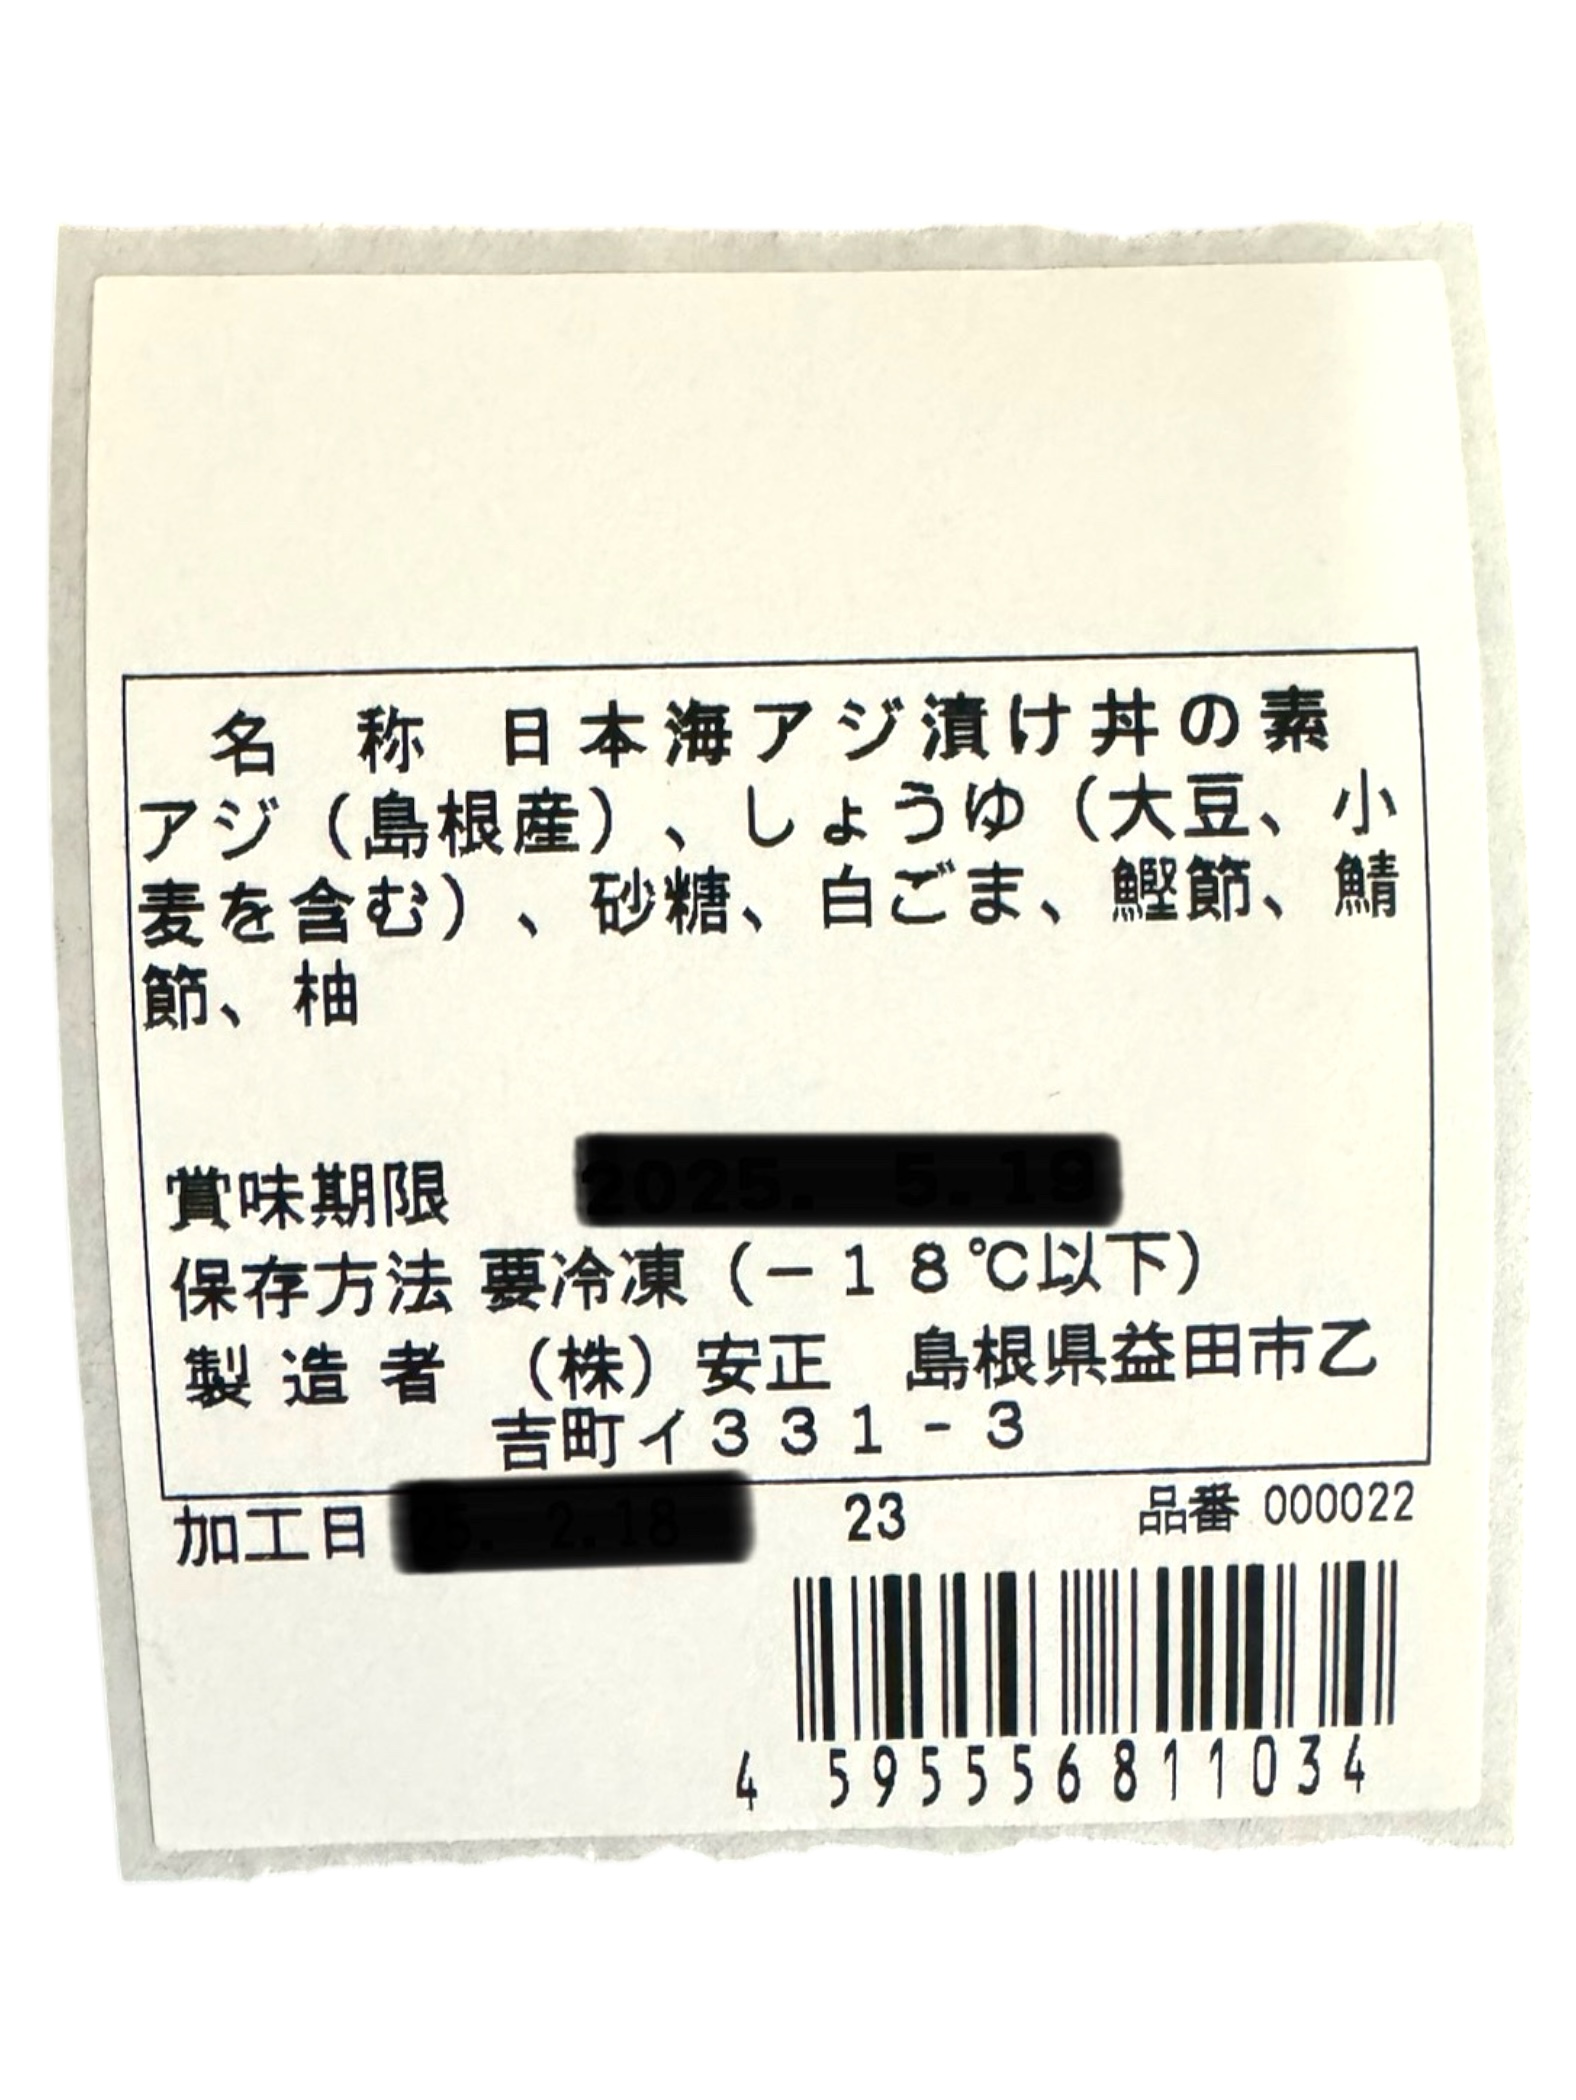 名 称 日本海アジ漬け丼の素
アジ（島根産）、しょうゆ（大豆、小
麦を含む）、砂糖、白ごま、鰹節、鯖
節、柚
賞味期限
保存方法 要冷凍（－１８℃以下）
製造者 （株）安正 島根県益田市乙
吉町イ３３１－３
加工日 23 品番 000022
4 595556811034